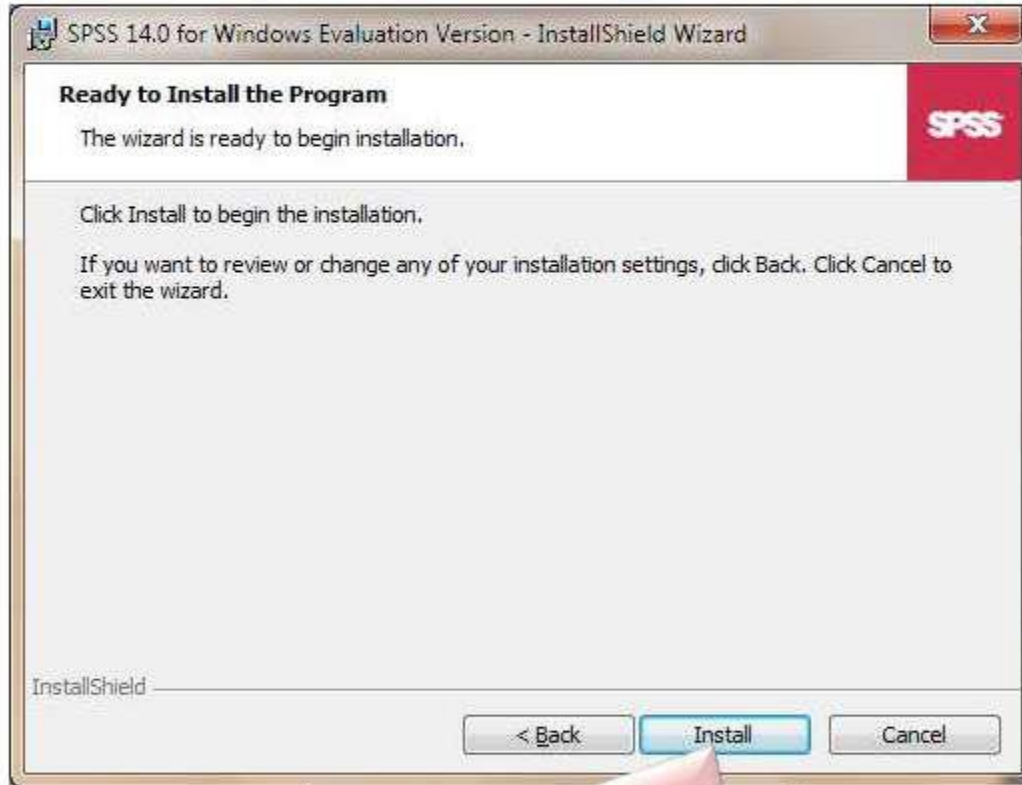 SPSS 14.0 for Windows Evaluation Version - InstallShield Wizard
X
Ready to Install the Program
The wizard is ready to begin installation.
SPSS
Click Install to begin the installation.
If you want to review or change any of your installation settings, click Back. Click Cancel to
exit the wizard.
InstallShield
< Back
Install
Cancel